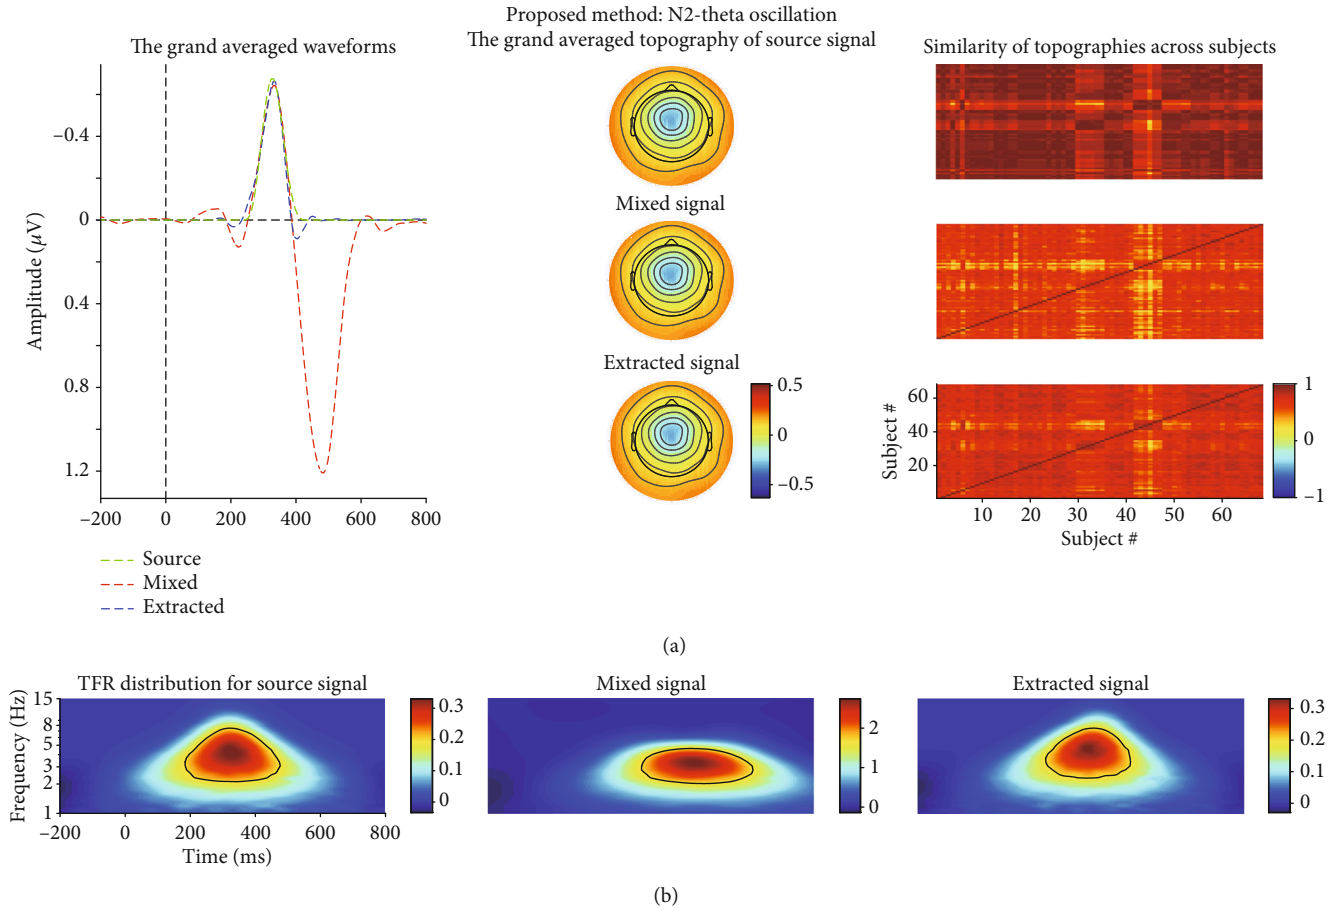 Proposed method: N2-theta oscillation
The grand averaged waveforms
The grand averaged topography of source signal
Similarity of topographies across subjects
Amplitude (μV)
−0.4
0
0.4
0.8
1.2
−200
0
200
400
600
800
Source
Mixed
Extracted
Mixed signal
Extracted signal
0.5
0
−0.5
Subject #
60
40
20
10
20
30
40
50
60
Subject #
1
0
−1
(a)
TFR distribution for source signal
Frequency (Hz)
15
8
5
3
2
1
−200
0
200
400
600
800
Time (ms)
0.3
0.2
0.1
0
Mixed signal
2
1
0
Extracted signal
0.3
0.2
0.1
0
(b)